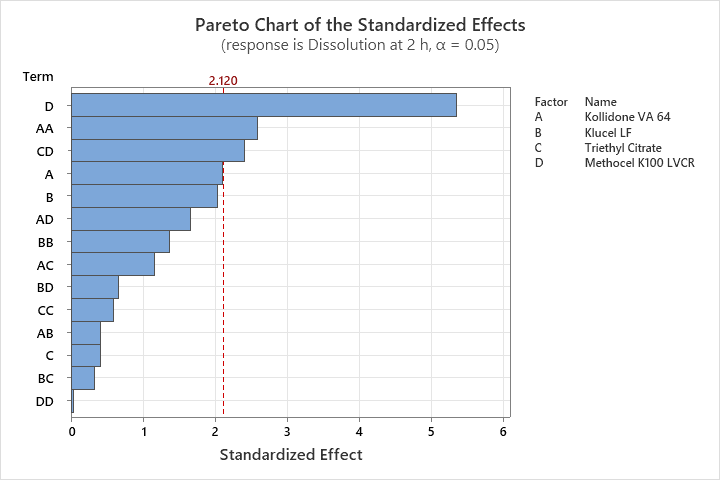 Pareto Chart of the Standardized Effects
(response is Dissolution at 2 h, α = 0.05)
Term
2.120
D
AA
CD
A
B
AD
BB
AC
BD
CC
AB
C
BC
DD
0 1 2 3 4 5 6
Standardized Effect
Factor Name
A Kollidone VA 64
B Klucel LF
C Triethyl Citrate
D Methocel K100 LVCR